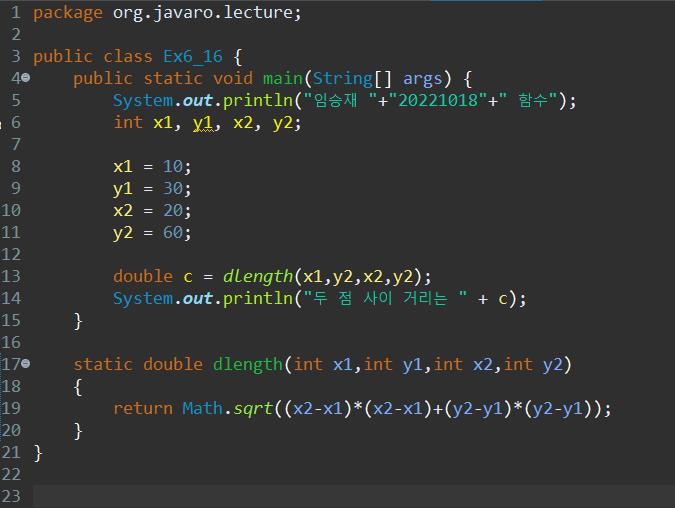 1 package org.javaro.lecture;
2
3 public class Ex6_16 {
4 public static void main(String[] args) {
5 System.out.println("임승재 "+"20221018"+" 함수");
6 int x1, y1, x2, y2;
7
8 x1 = 10;
9 y1 = 30;
10 x2 = 20;
11 y2 = 60;
12
13 double c = dlength(x1,y2,x2,y2);
14 System.out.println("두 점 사이 거리는 " + c);
15 }
16
17 static double dlength(int x1,int y1,int x2,int y2)
18 {
19 return Math.sqrt((x2-x1)*(x2-x1)+(y2-y1)*(y2-y1));
20 }
21 }
22
23